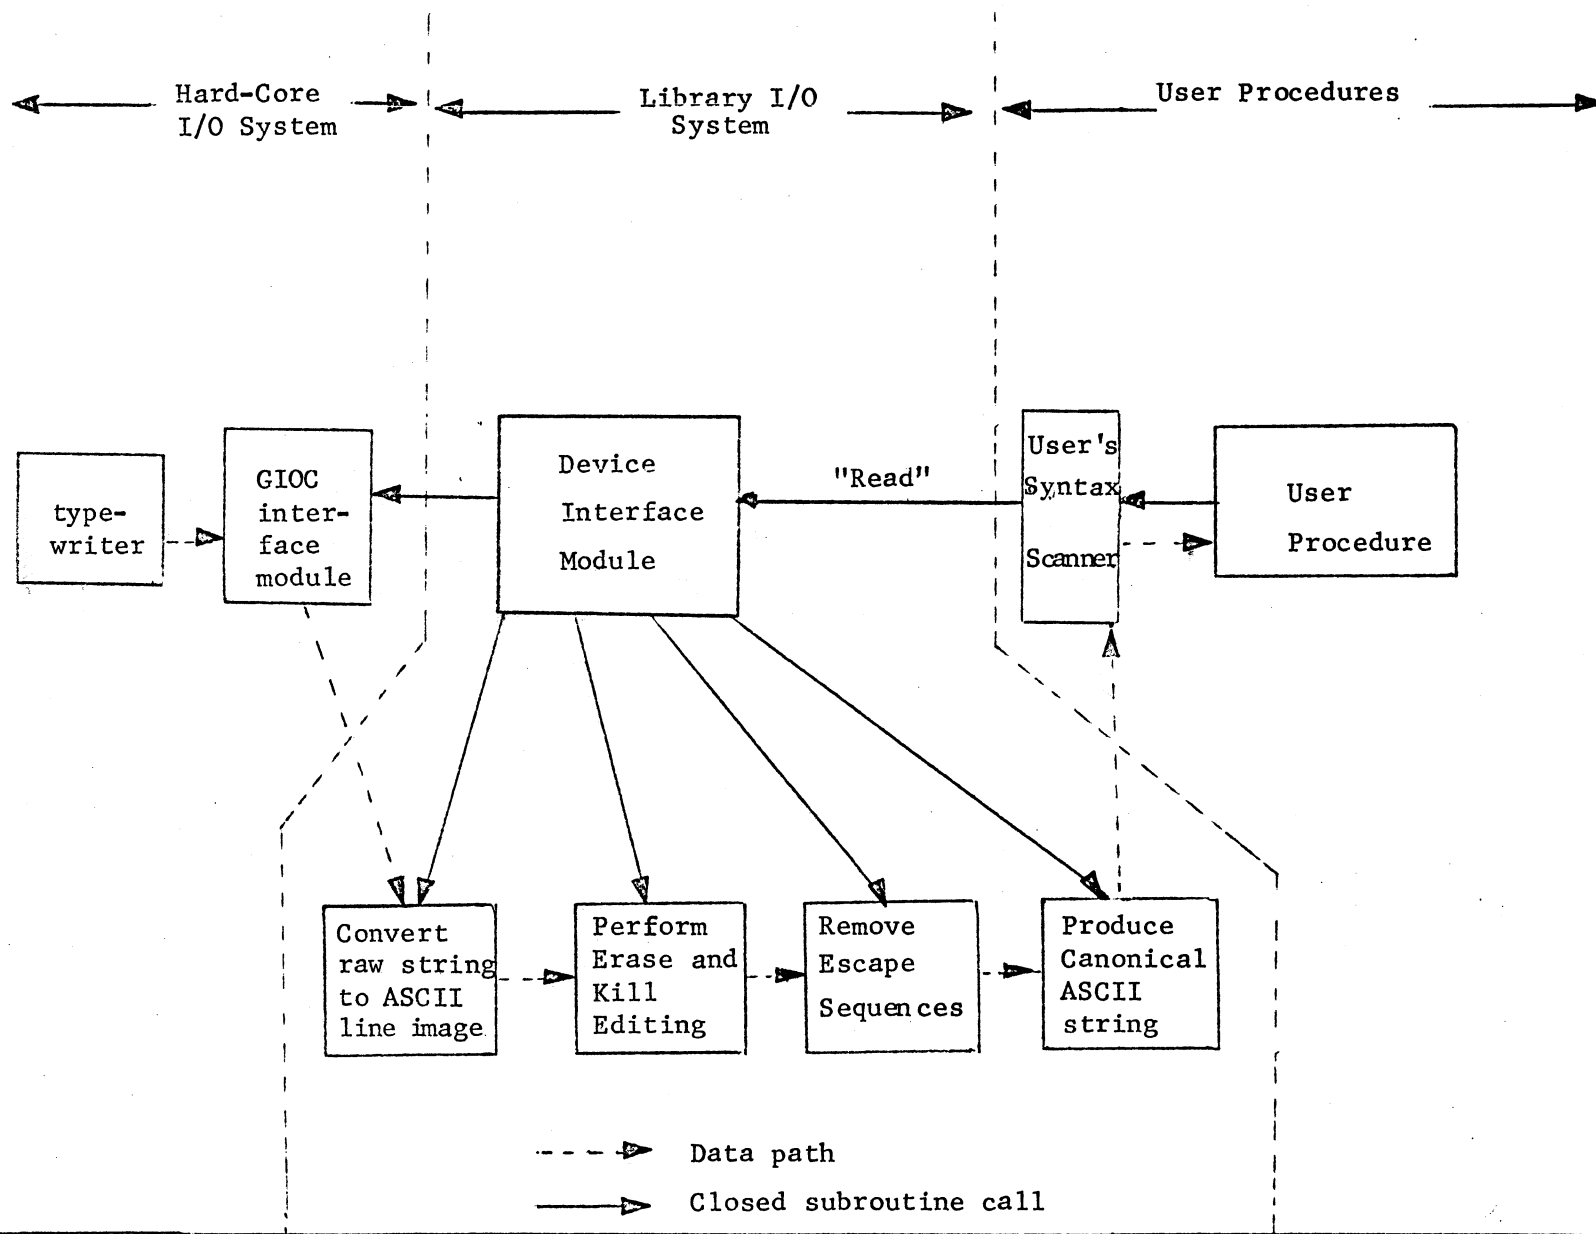 Hard-Core
I/O System
Library I/O
System
User Procedures
type-
writer
GIOC
inter-
face
module
Device
Interface
Module
"Read"
User's
Syntax
Scanner
User
Procedure
Convert
raw string
to ASCII
line image
Perform
Erase and
Kill
Editing
Remove
Escape
Sequences
Produce
Canonical
ASCII
string
Data path
Closed subroutine call